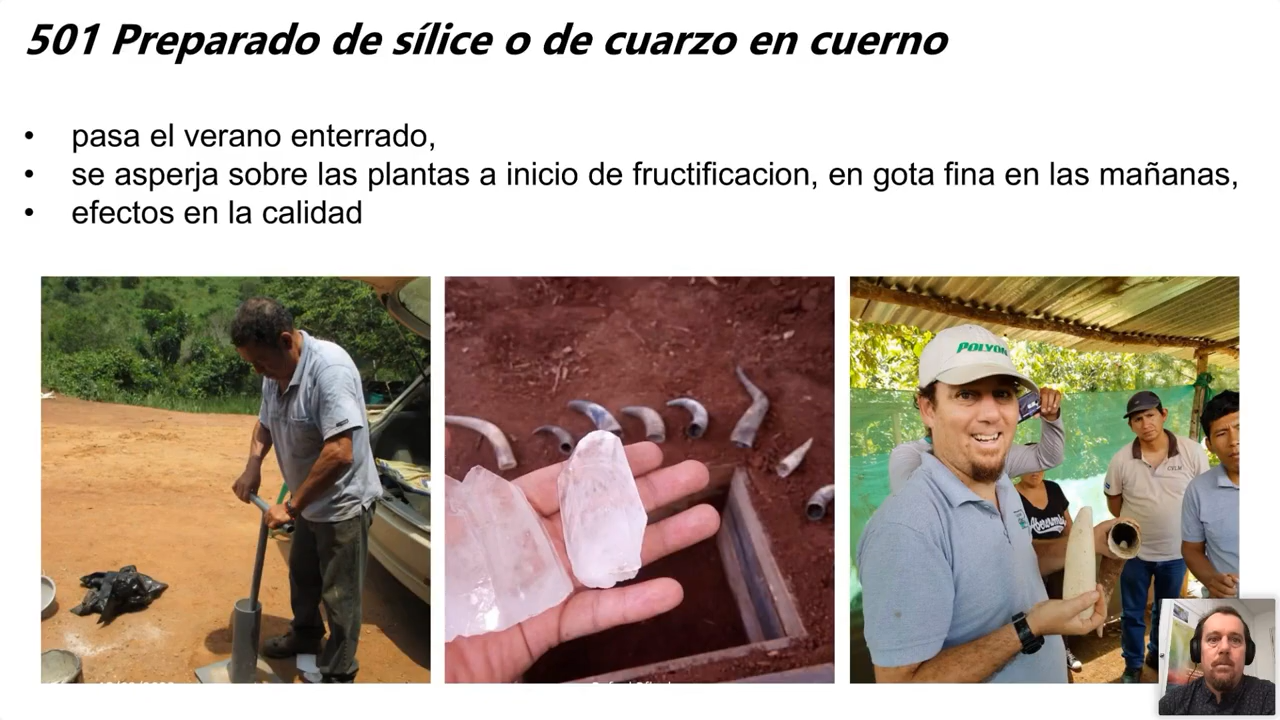 501 Preparado de sílice o de cuarzo en cuerno
• pasa el verano enterrado,
• se asperja sobre las plantas a inicio de fructificacion, en gota fina en las mañanas,
• efectos en la calidad